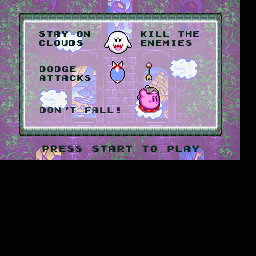 STAY ON
CLOUDS
KILL THE
ENEMIES
DODGE
ATTACKS
DON'T FALL!
PRESS START TO PLAY